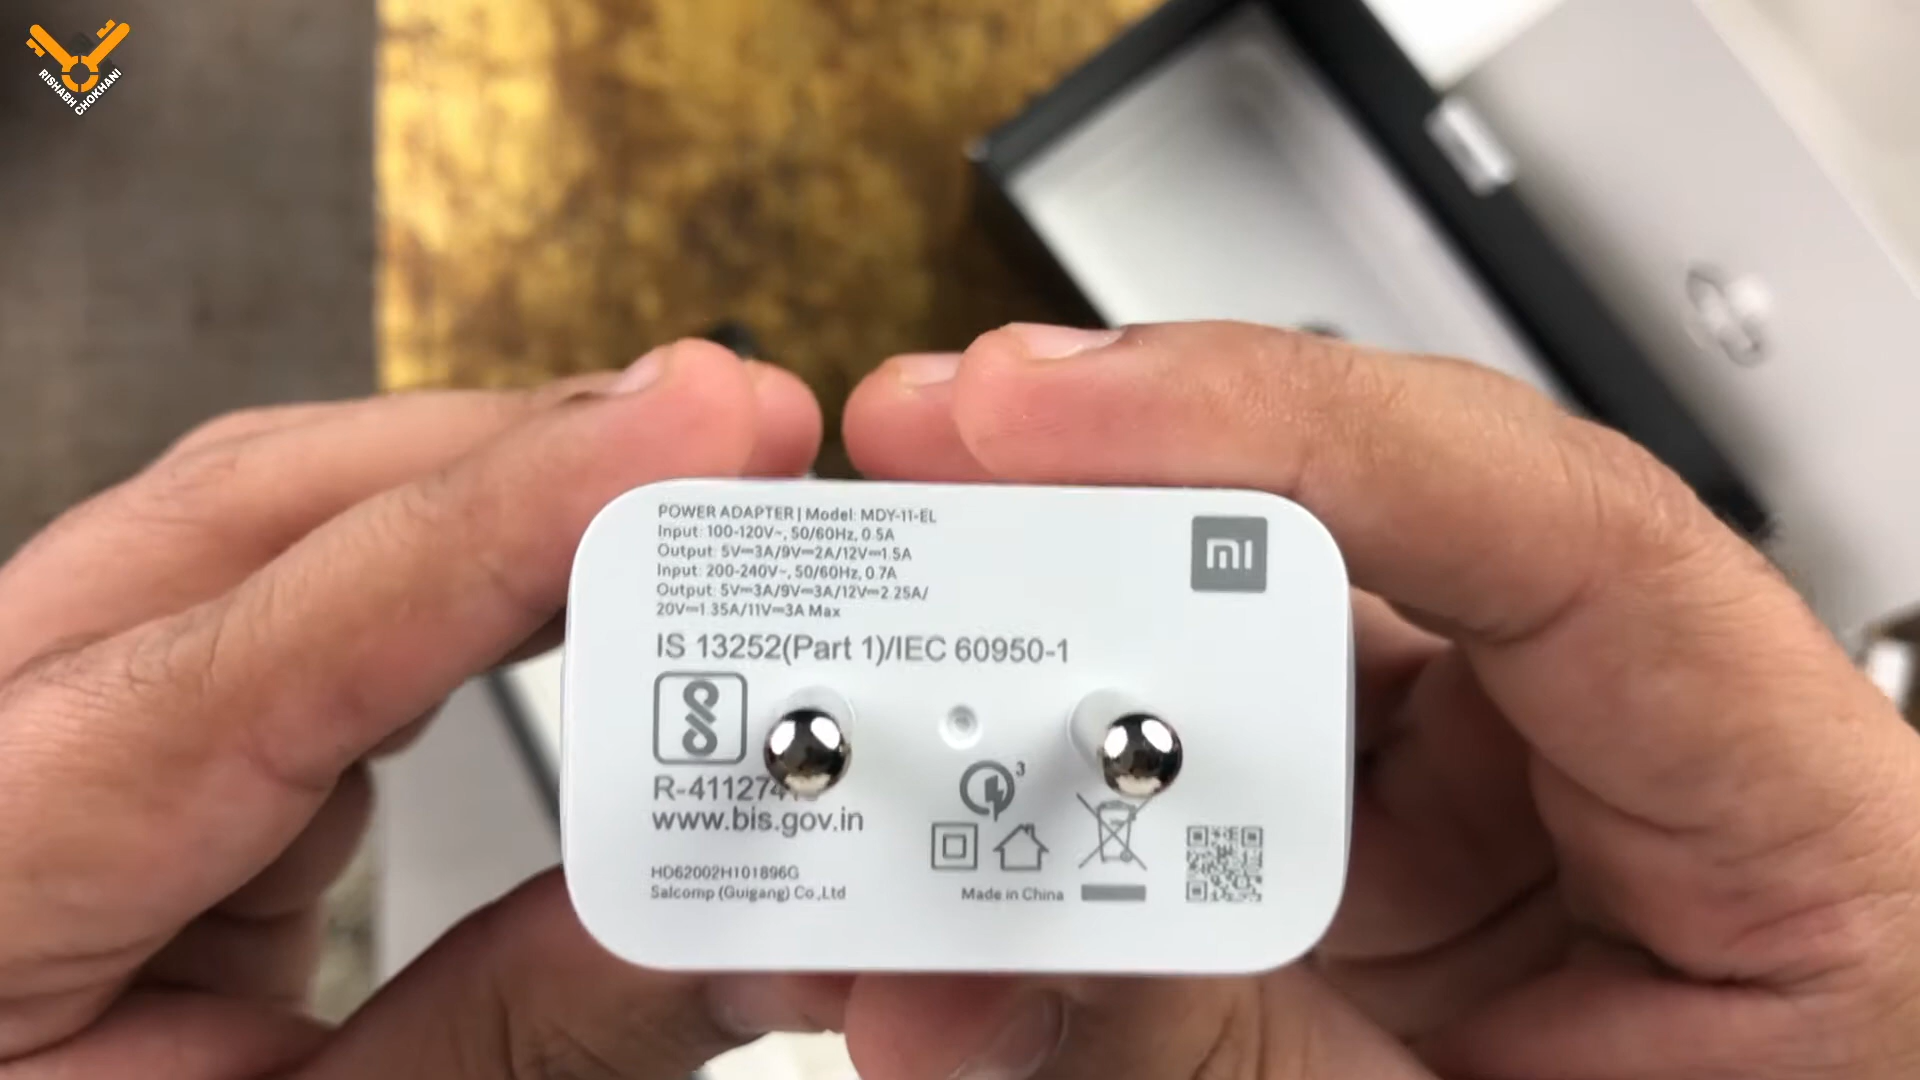 RISHABH CHOKHANI
POWER ADAPTER | Model: MDY-11-EL
Input: 100-120V~, 50/60Hz, 0.5A
Output: 5V⎓3A/9V⎓2A/12V⎓1.5A
Input: 200-240V~, 50/60Hz, 0.7A
Output: 5V⎓3A/9V⎓3A/12V⎓2.25A/
20V⎓1.35A/11V⎓3A Max
mi
IS 13252(Part 1)/IEC 60950-1
3
www.bis.gov.in
HD62002H101896G
Salcomp (Guigang) Co.,Ltd
Made in China